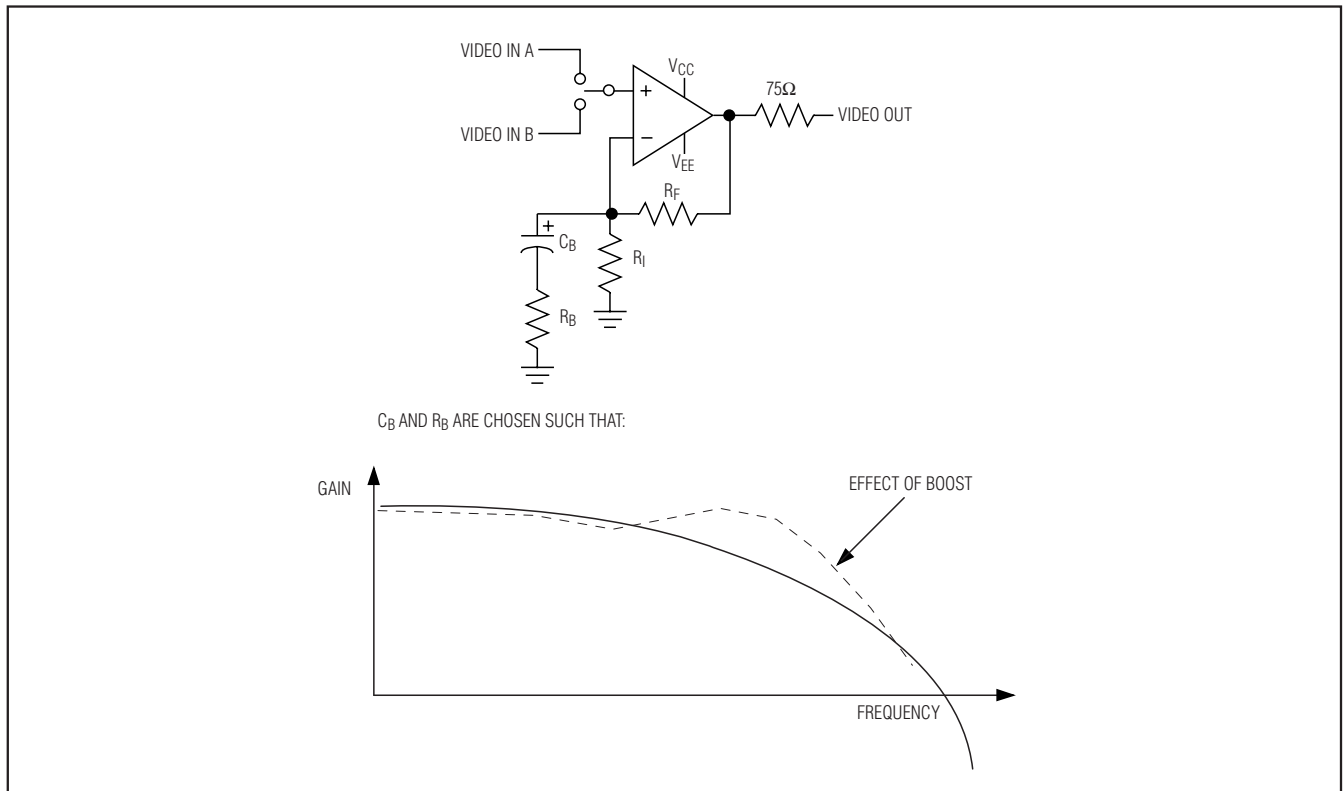 VIDEO IN A
VIDEO IN B
+
−
VCC
VEE
75Ω
VIDEO OUT
RF
+
CB
RI
RB
CB AND RB ARE CHOSEN SUCH THAT:
GAIN
EFFECT OF BOOST
FREQUENCY